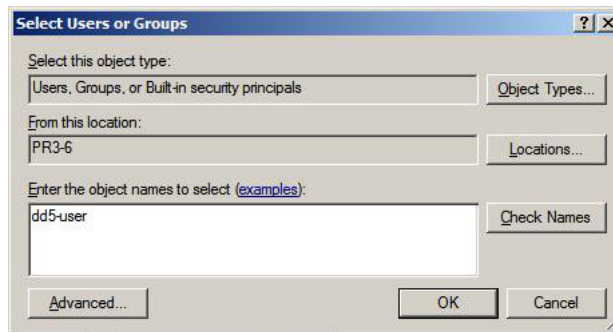 Select Users or Groups
Select this object type:
Users, Groups, or Built-in security principals
Object Types...
From this location:
PR3-6
Locations...
Enter the object names to select (examples):
dd5-user
Check Names
Advanced...
OK
Cancel